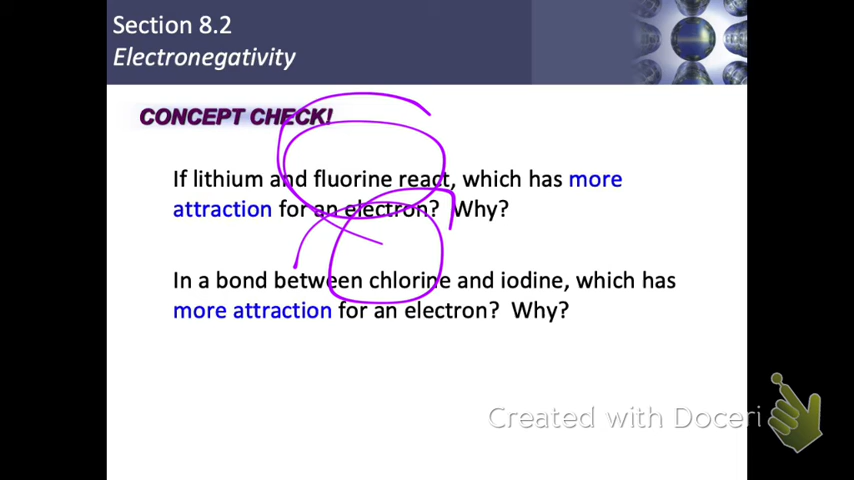 Section 8.2
Electronegativity
CONCEPT CHECK!
If lithium and fluorine react, which has more
attraction for an electron? Why?
In a bond between chlorine and iodine, which has
more attraction for an electron? Why?
Created with Doceri